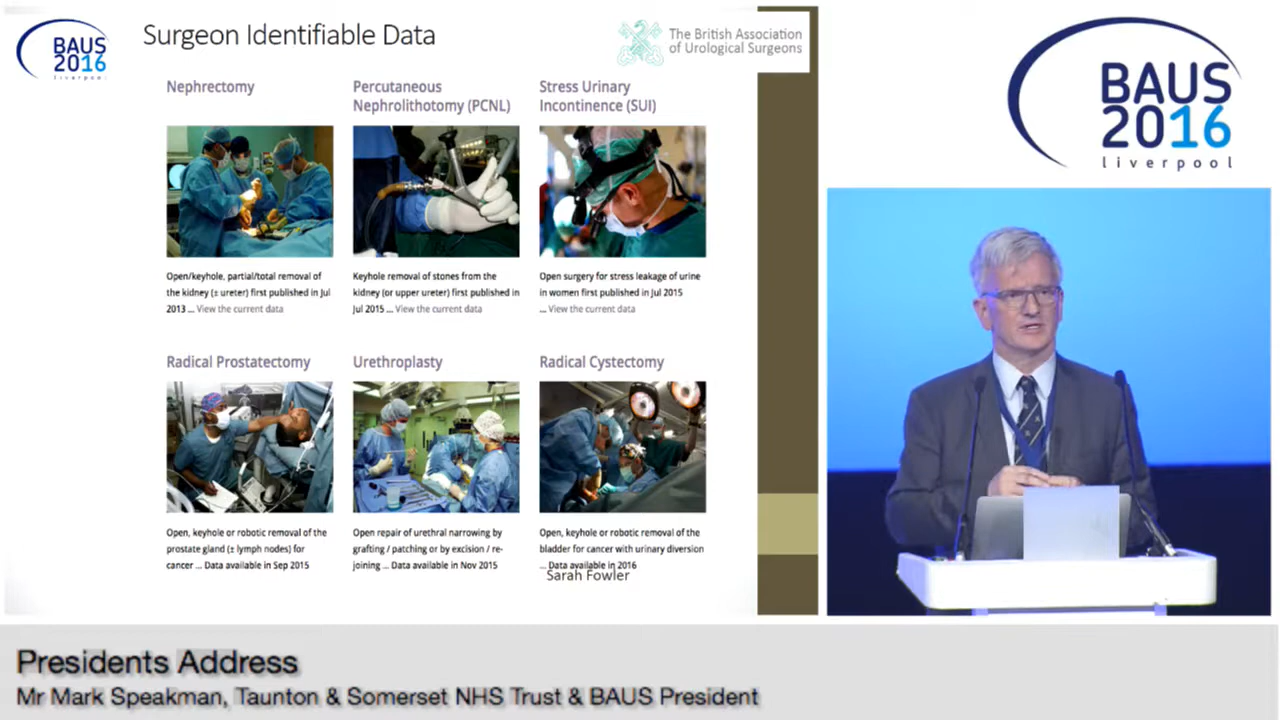 BAUS
2016
liverpool
Surgeon Identifiable Data
The British Association
of Urological Surgeons
Nephrectomy
Open/keyhole, partial/total removal of
the kidney (± ureter) first published in Jul
2013 ... View the current data
Percutaneous
Nephrolithotomy (PCNL)
Keyhole removal of stones from the
kidney (or upper ureter) first published in
Jul 2015 ... View the current data
Stress Urinary
Incontinence (SUI)
Open surgery for stress leakage of urine
in women first published in Jul 2015
... View the current data
Radical Prostatectomy
Open, keyhole or robotic removal of the
prostate gland (± lymph nodes) for
cancer ... Data available in Sep 2015
Urethroplasty
Open repair of urethral narrowing by
grafting / patching or by excision / re-
joining ... Data available in Nov 2015
Radical Cystectomy
Open, keyhole or robotic removal of the
bladder for cancer with urinary diversion
... Data available in 2016
Sarah Fowler
BAUS
2016
liverpool
Presidents Address
Mr Mark Speakman, Taunton & Somerset NHS Trust & BAUS President